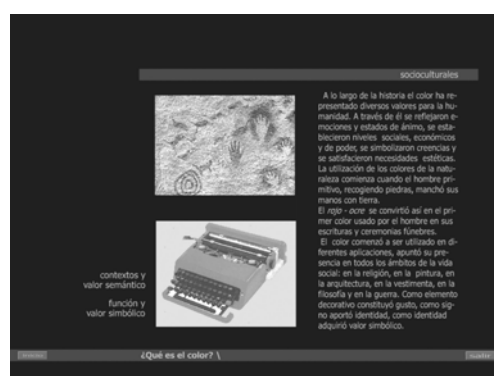 socioculturales
A lo largo de la historia el color ha re-
presentado diversos valores para la hu-
manidad. A través de él se reflejaron e-
mociones y estados de ánimo, se esta-
blecieron niveles sociales, económicos
y de poder, se simbolizaron creencias y
se satisfacieron necesidades estéticas.
La utilización de los colores de la natu-
raleza comienza cuando el hombre pri-
mitivo, recogiendo piedras, manchó sus
manos con tierra.
El rojo - ocre se convirtió así en el pri-
mer color usado por el hombre en sus
escrituras y ceremonias fúnebres.
El color comenzó a ser utilizado en di-
ferentes aplicaciones, apuntó su pre-
sencia en todos los ámbitos de la vida
social: en la religión, en la pintura, en
la arquitectura, en la vestimenta, en la
filosofía y en la guerra. Como elemento
decorativo constituyó gusto, como sig-
no aportó identidad, como identidad
adquirió valor simbólico.
contextos y
valor semántico
función y
valor simbólico
¿Qué es el color? \